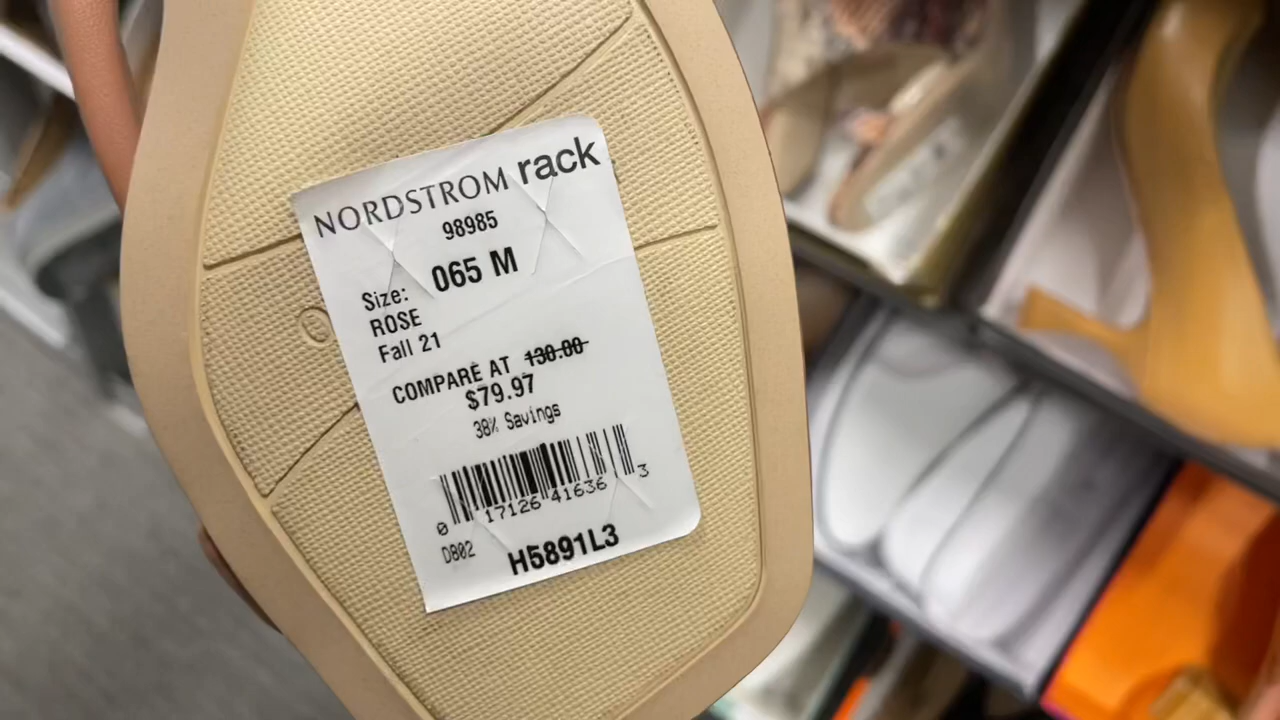 NORDSTROM rack
98985
Size: 065 M
ROSE
Fall 21
COMPARE AT 130.00
$79.97
38% Savings
0 17126 41636 3
D802
H5891L3